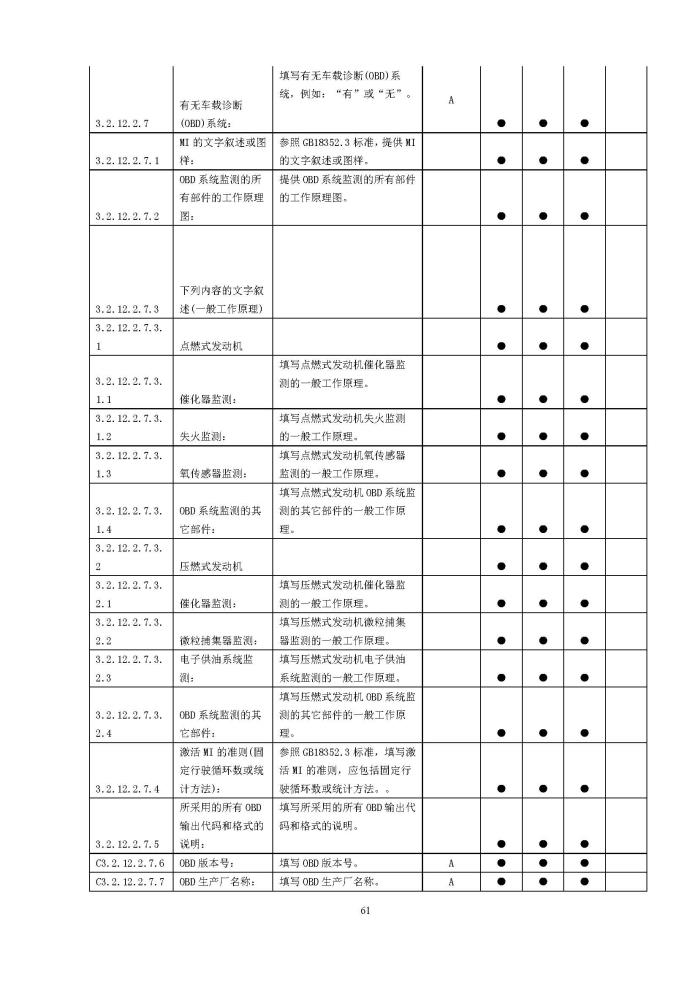 填写有无车载诊断(OBD)系
统，例如：“有”或“无”。
A
有无车载诊断
3.2.12.2.7 (OBD)系统： ● ● ●
MI 的文字叙述或图 参照 GB18352.3 标准，提供 MI
3.2.12.2.7.1 样： 的文字叙述或图样。 ● ● ●
OBD 系统监测的所 提供 OBD 系统监测的所有部件
有部件的工作原理 的工作原理图。
3.2.12.2.7.2 图： ● ● ●
下列内容的文字叙
3.2.12.2.7.3 述(一般工作原理) ● ● ●
3.2.12.2.7.3.
1 点燃式发动机 ● ● ●
填写点燃式发动机催化器监
3.2.12.2.7.3. 测的一般工作原理。
1.1 催化器监测： ● ● ●
3.2.12.2.7.3. 填写点燃式发动机失火监测
1.2 失火监测： 的一般工作原理。 ● ● ●
3.2.12.2.7.3. 填写点燃式发动机氧传感器
1.3 氧传感器监测： 监测的一般工作原理。 ● ● ●
填写点燃式发动机 OBD 系统监
3.2.12.2.7.3. OBD 系统监测的其 测的其它部件的一般工作原
1.4 它部件： 理。 ● ● ●
3.2.12.2.7.3.
2 压燃式发动机 ● ● ●
3.2.12.2.7.3. 填写压燃式发动机催化器监
2.1 催化器监测： 测的一般工作原理。 ● ● ●
3.2.12.2.7.3. 填写压燃式发动机微粒捕集
2.2 微粒捕集器监测： 器监测的一般工作原理。 ● ● ●
3.2.12.2.7.3. 电子供油系统监 填写压燃式发动机电子供油
2.3 测： 系统监测的一般工作原理。 ● ● ●
填写压燃式发动机 OBD 系统监
3.2.12.2.7.3. OBD 系统监测的其 测的其它部件的一般工作原
2.4 它部件： 理。 ● ● ●
激活 MI 的准则(固 参照 GB18352.3 标准，填写激
定行驶循环数或统 活 MI 的准则，应包括固定行
3.2.12.2.7.4 计方法)： 驶循环数或统计方法。。 ● ● ●
所采用的所有 OBD 填写所采用的所有 OBD 输出代
输出代码和格式的 码和格式的说明。
3.2.12.2.7.5 说明： ● ● ●
C3.2.12.2.7.6 OBD 版本号： 填写 OBD 版本号。 A ● ● ●
C3.2.12.2.7.7 OBD 生产厂名称： 填写 OBD 生产厂名称。 A ● ● ●
61